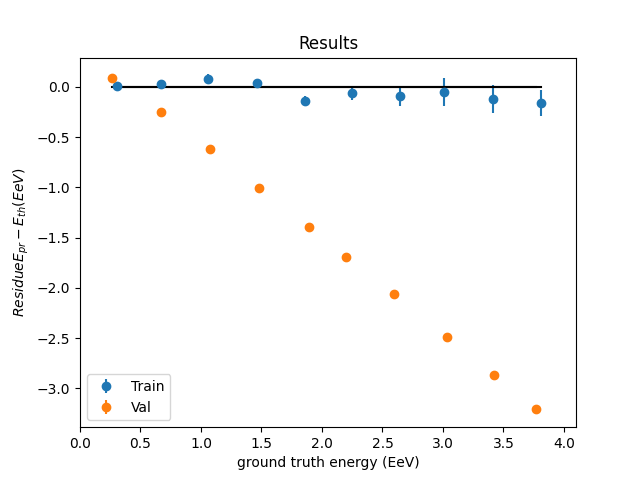 Results
0.0
−0.5
−1.0
−1.5
−2.0
−2.5
−3.0
ResidueE_{pr} − E_{th}(EeV)
Train
Val
0.0 0.5 1.0 1.5 2.0 2.5 3.0 3.5 4.0
ground truth energy (EeV)